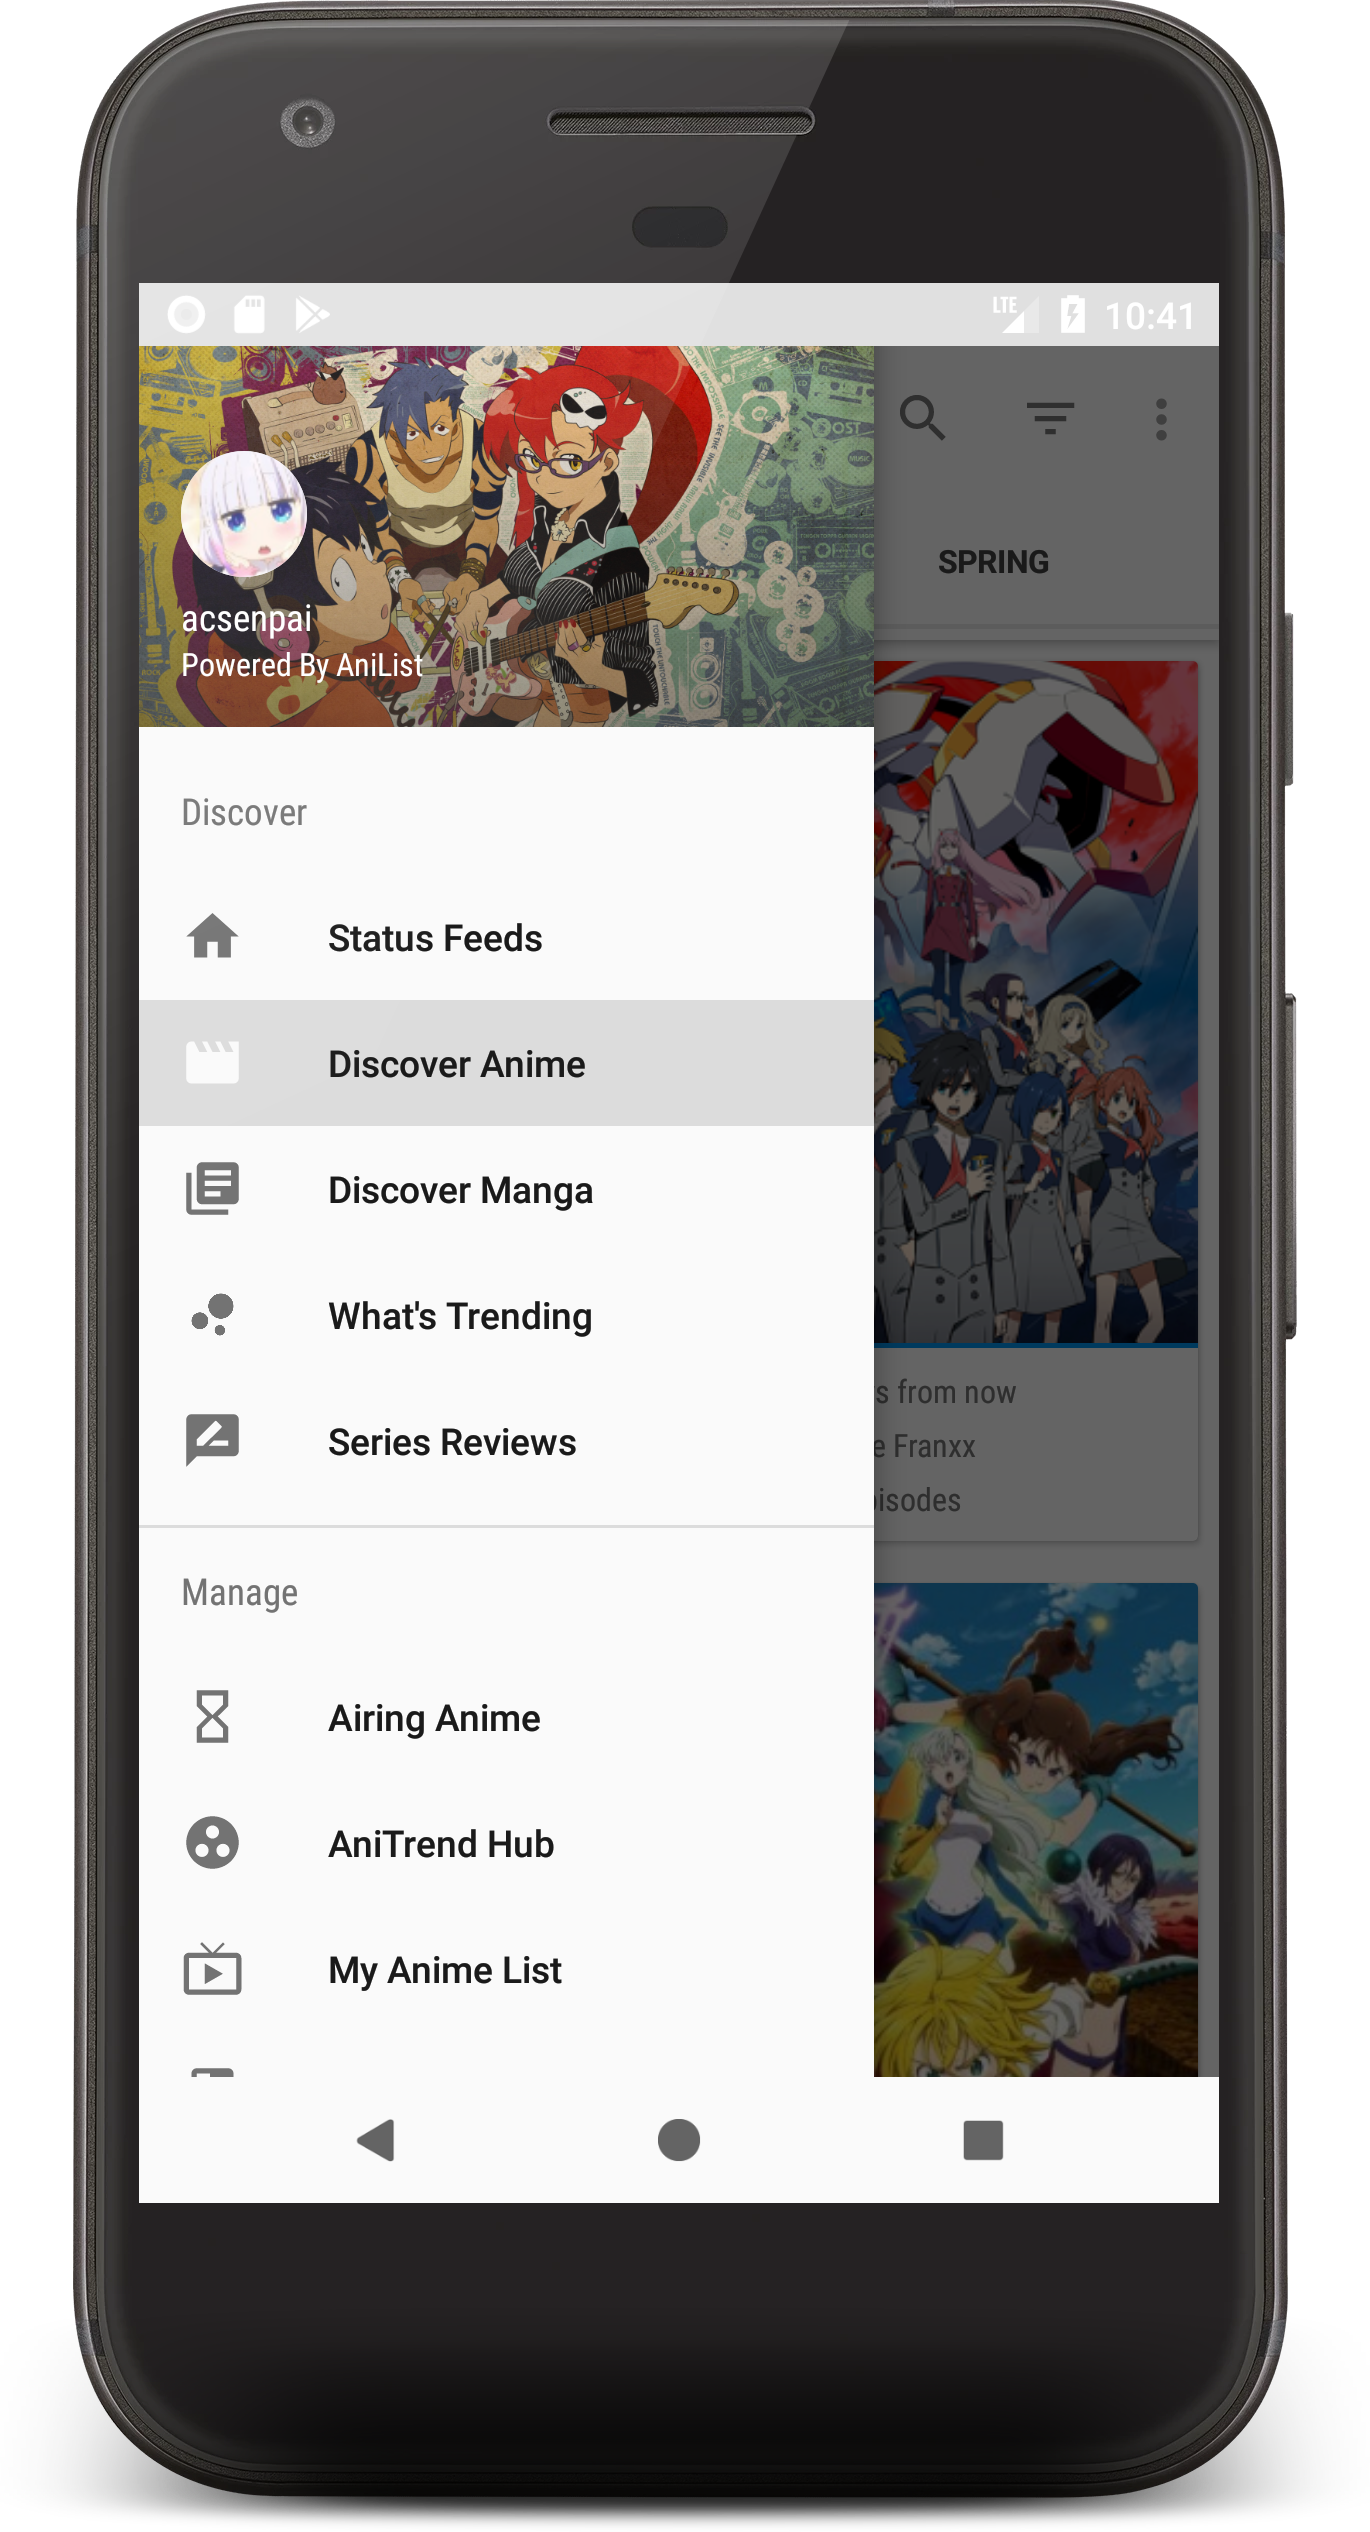 LTE 10:41
acsenpai
Powered By AniList
SPRING
Discover
Status Feeds
Discover Anime
Discover Manga
What's Trending
Series Reviews
s from now
e Franxx
isodes
Manage
Airing Anime
AniTrend Hub
My Anime List